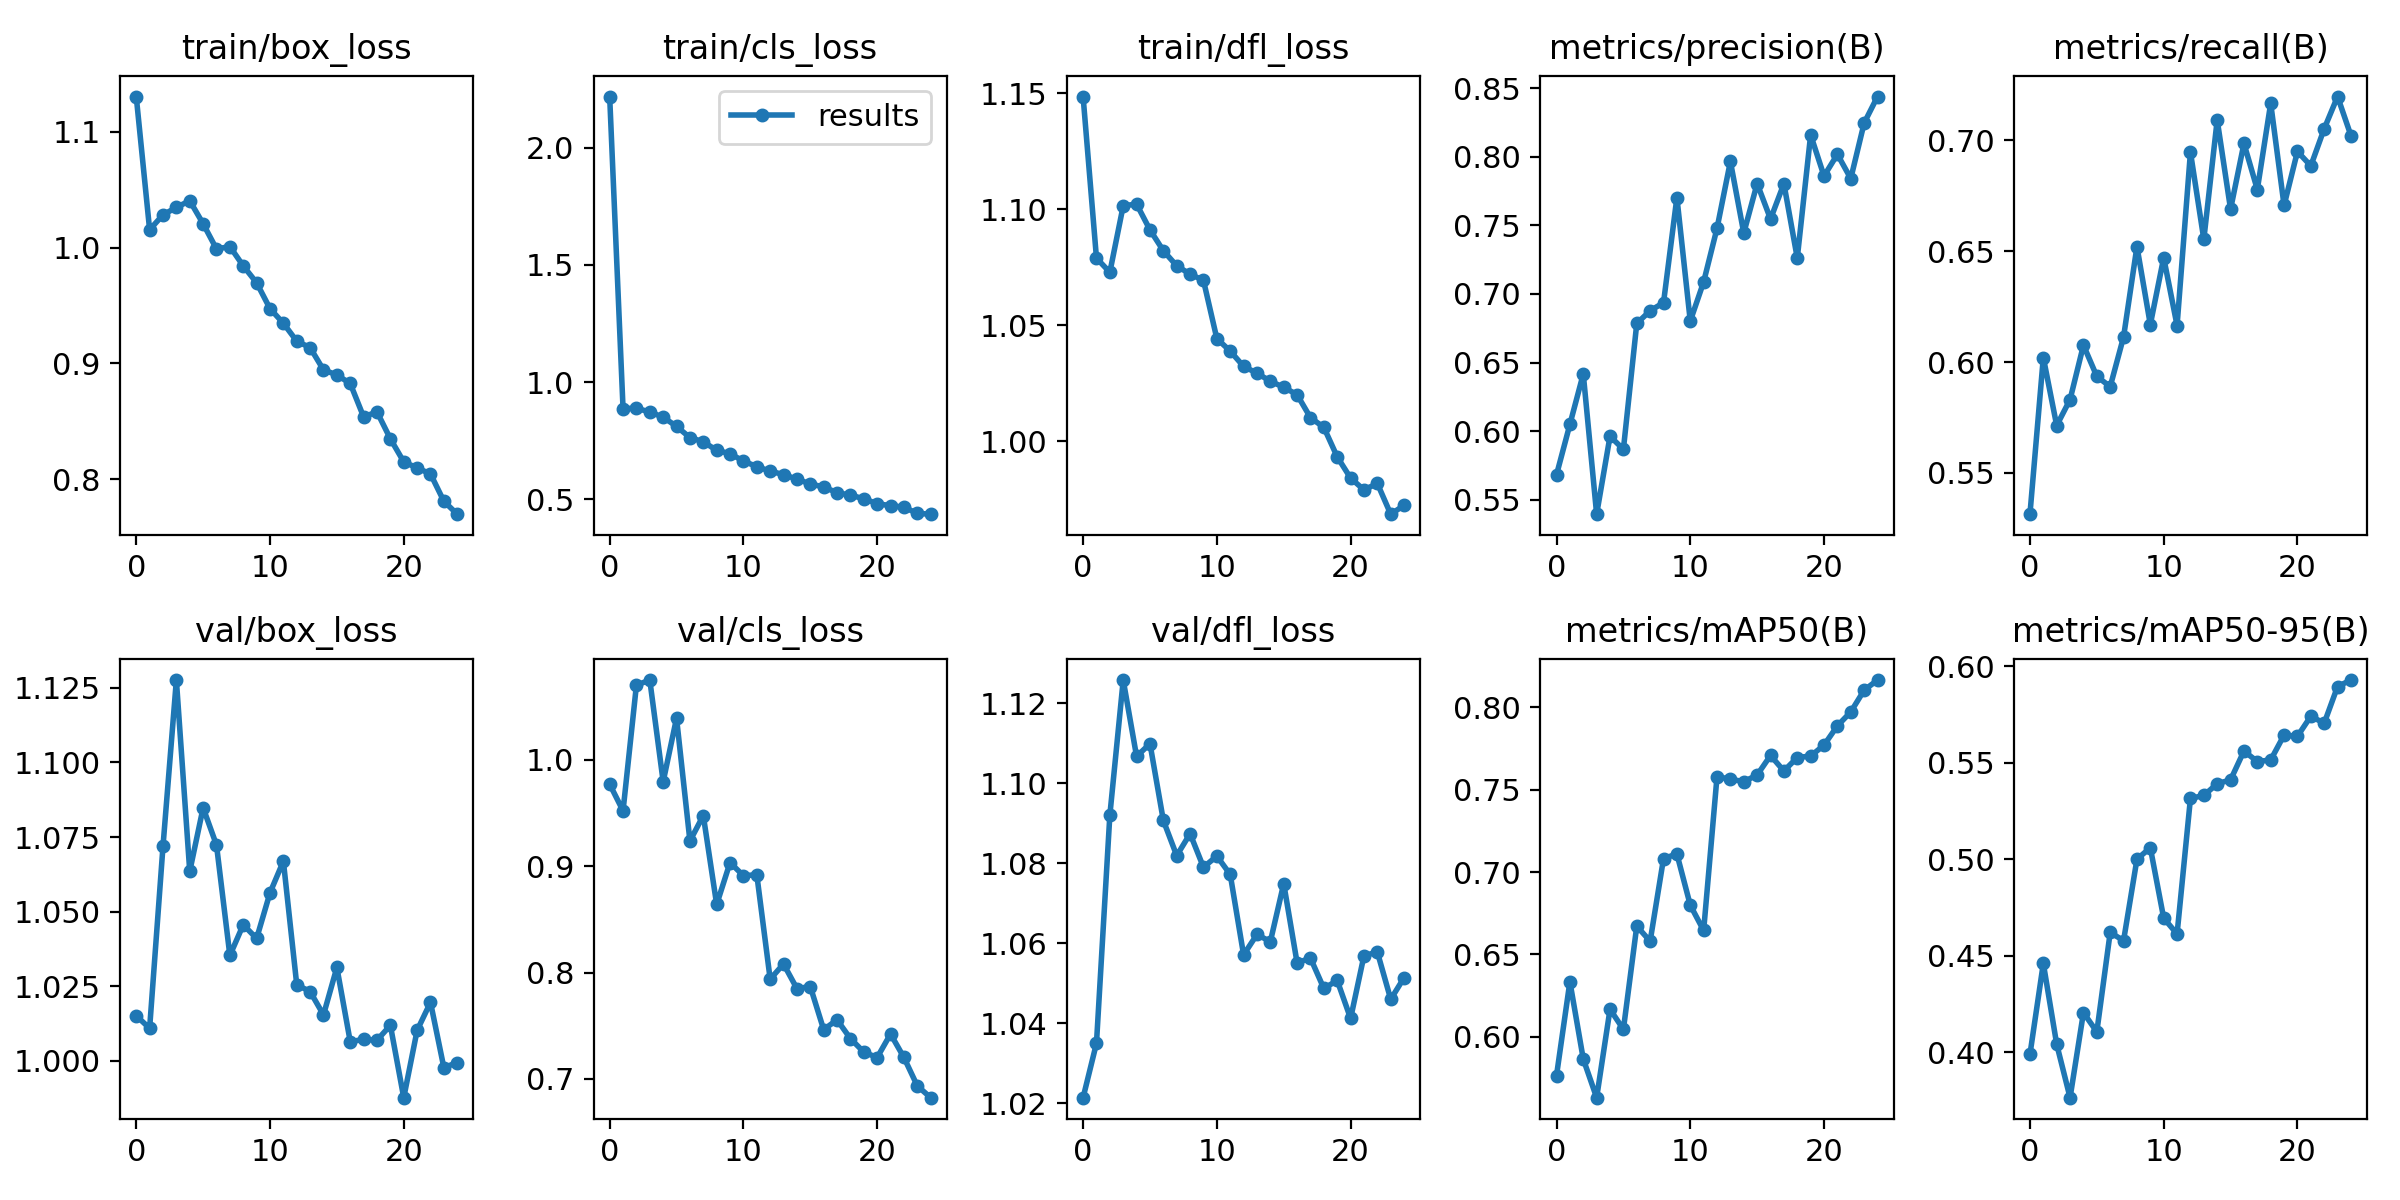 train/box_loss
1.1
1.0
0.9
0.8
0 10 20
train/cls_loss
results
2.0
1.5
1.0
0.5
0 10 20
train/dfl_loss
1.15
1.10
1.05
1.00
0 10 20
metrics/precision(B)
0.85
0.80
0.75
0.70
0.65
0.60
0.55
0 10 20
metrics/recall(B)
0.70
0.65
0.60
0.55
0 10 20
val/box_loss
1.125
1.100
1.075
1.050
1.025
1.000
0 10 20
val/cls_loss
1.0
0.9
0.8
0.7
0 10 20
val/dfl_loss
1.12
1.10
1.08
1.06
1.04
1.02
0 10 20
metrics/mAP50(B)
0.80
0.75
0.70
0.65
0.60
0 10 20
metrics/mAP50-95(B)
0.60
0.55
0.50
0.45
0.40
0 10 20